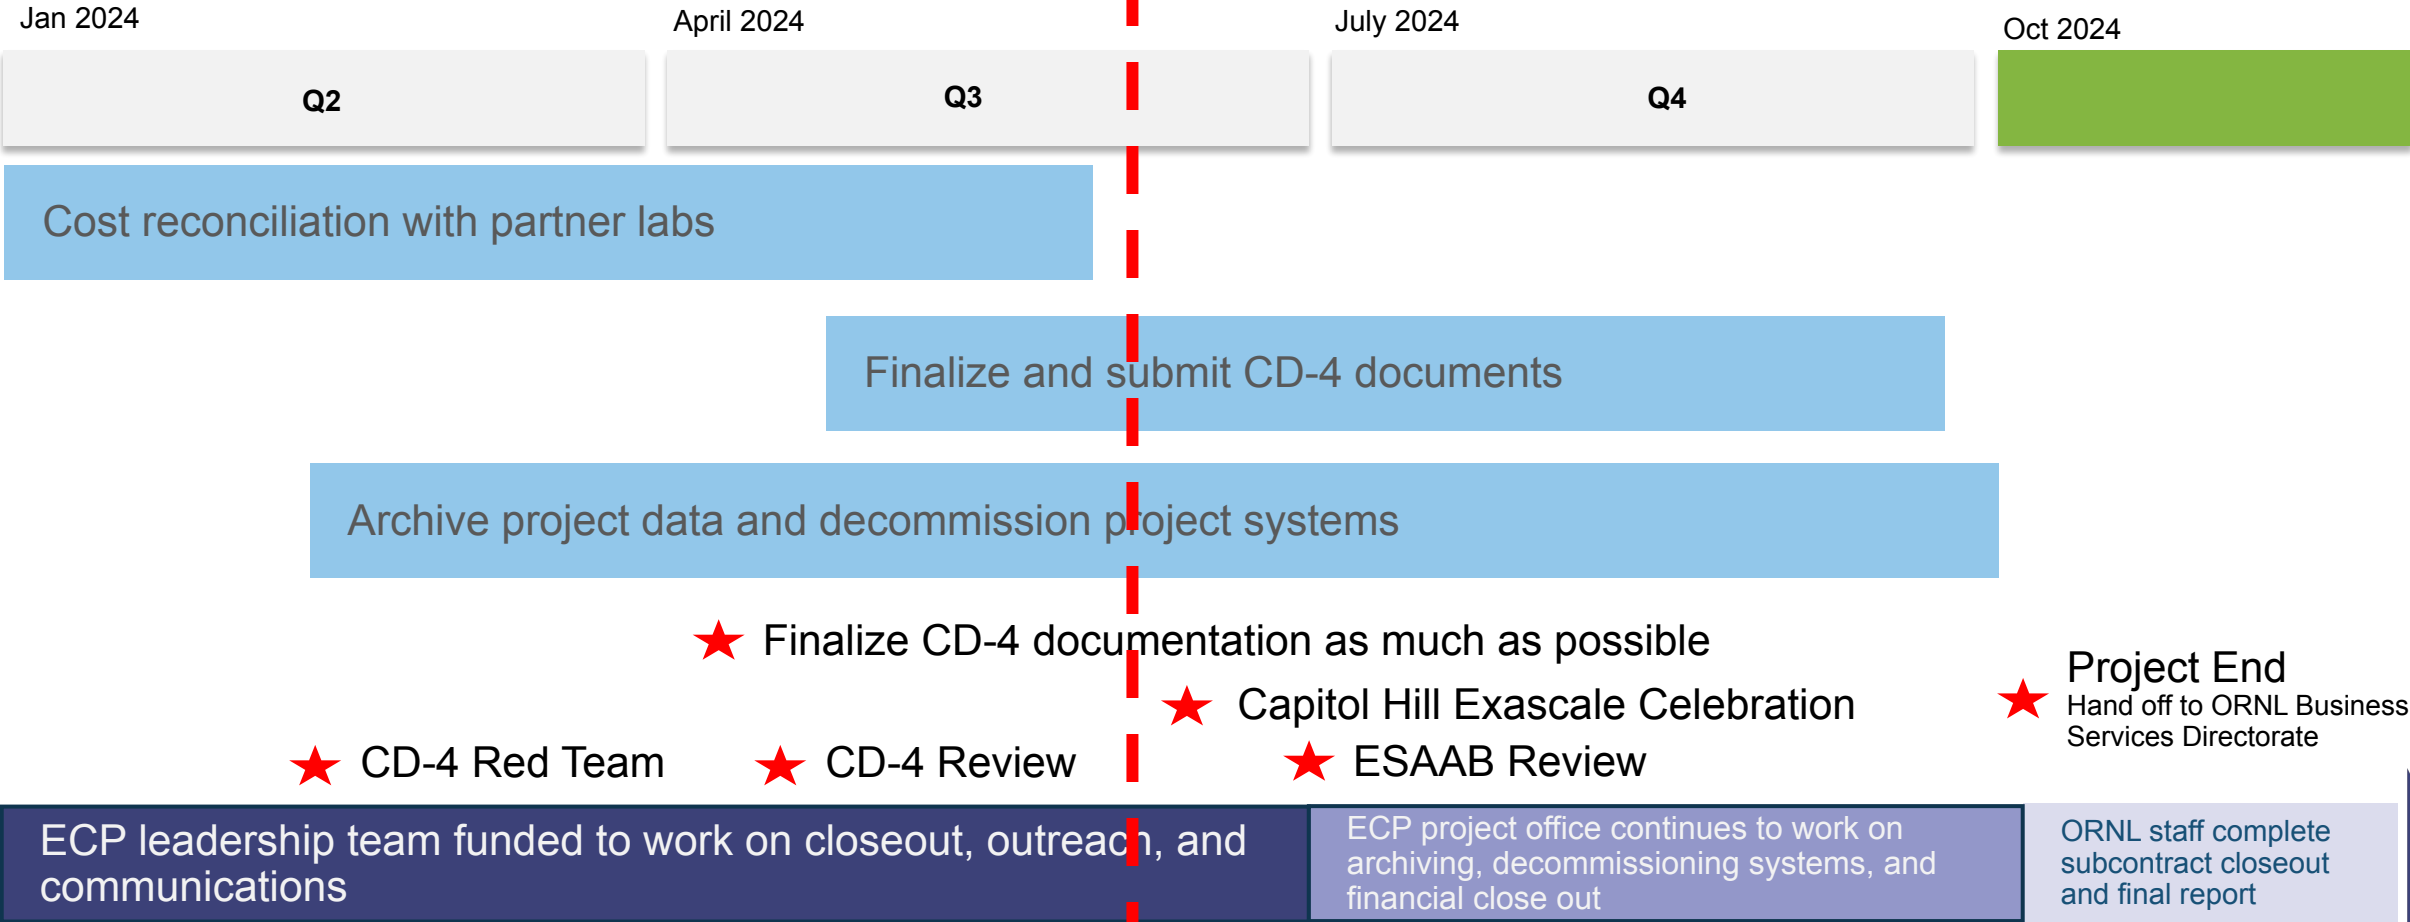 Jan 2024
April 2024
July 2024
Oct 2024
Q2
Q3
Q4
Cost reconciliation with partner labs
Finalize and submit CD-4 documents
Archive project data and decommission project systems
Finalize CD-4 documentation as much as possible
Capitol Hill Exascale Celebration
Project End
Hand off to ORNL Business
Services Directorate
CD-4 Red Team
CD-4 Review
ESAAB Review
ECP leadership team funded to work on closeout, outreach, and
communications
ECP project office continues to work on
archiving, decommissioning systems, and
financial close out
ORNL staff complete
subcontract closeout
and final report